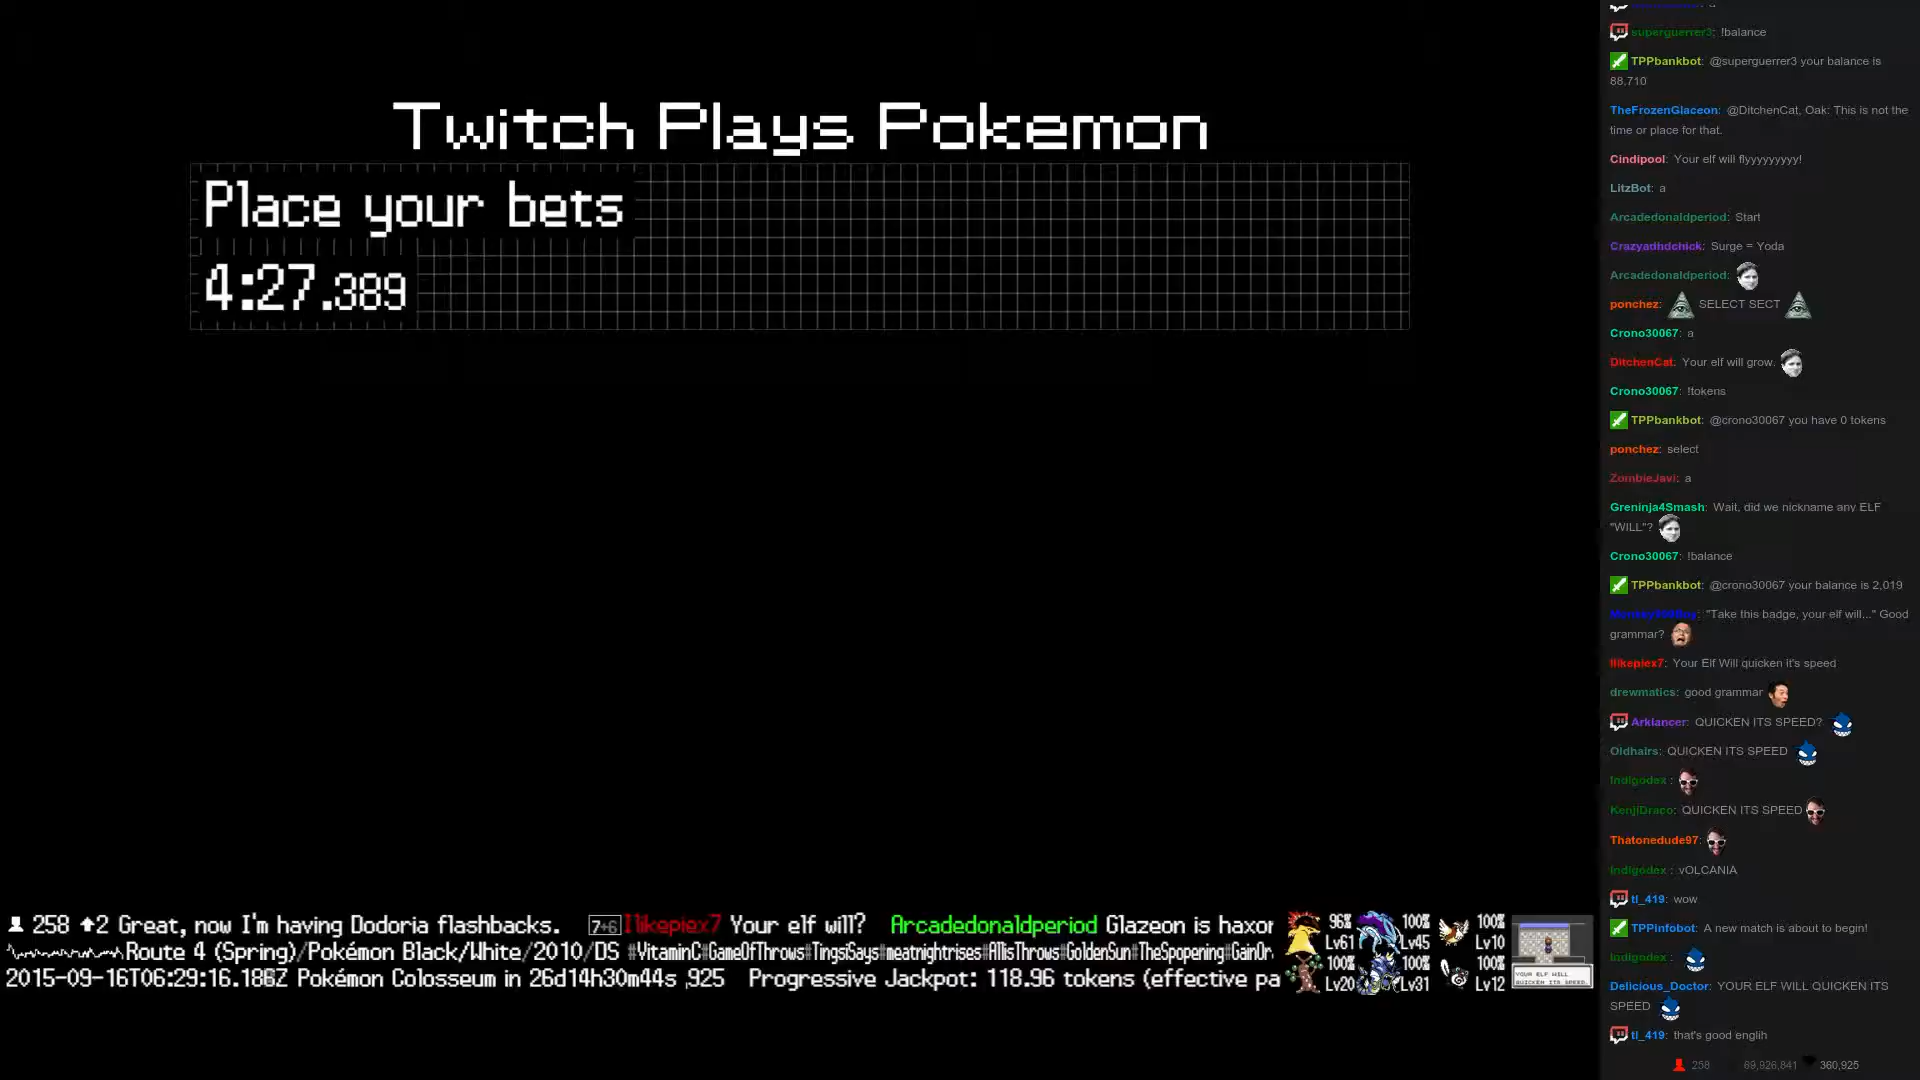 Twitch Plays Pokemon
Place your bets
4:27.389
258 2 Great, now I'm having Dodoria flashbacks. 7+6 Ilikepiex7 Your elf will? Arcadedonaldperiod Glazeon is haxor
Route 4 (Spring)/Pokémon Black/White/2010/DS #VitaminC#GameOfThrows#TingsiSays#meatnightrises#AllisThrows#GoldenSun#TheSpopening#GainOr
2015-09-16T06:29:16. Pokémon Colosseum in 26d14h30m44s ,925 Progressive Jackpot: 118.96 tokens (effective pa
96% Lv61 100% Lv45 100% Lv10
100% Lv20 100% Lv31 100% Lv12
YOUR ELF WILL
QUICKEN ITS SPEED.
superguerrer3: !balance
TPPbankbot: @superguerrer3 your balance is
88,710
TheFrozenGlaceon: @DitchenCat, Oak: This is not the
time or place for that.
Cindipool: Your elf will flyyyyyyyy!
LitzBot: a
Arcadedonaldperiod: Start
Crazyadhdchick: Surge = Yoda
Arcadedonaldperiod:
ponchez: SELECT SECT
Crono30067: a
DitchenCat: Your elf will grow.
Crono30067: !tokens
TPPbankbot: @crono30067 you have 0 tokens
ponchez: select
ZombieJavi: a
Greninja4Smash: Wait, did we nickname any ELF
"WILL"?
Crono30067: !balance
TPPbankbot: @crono30067 your balance is 2,019
"Take this badge, your elf will..." Good
grammar?
Ilikepiex7: Your Elf Will quicken it's speed
drewmatics: good grammar
Arklancer: QUICKEN ITS SPEED?
Oldhairs: QUICKEN ITS SPEED
Indigodex :
KenjiDraco: QUICKEN ITS SPEED
Thatonedude97:
Indigodex : vOLCANIA
tl_419: wow
TPPinfobot: A new match is about to begin!
Indigodex :
Delicious_Doctor: YOUR ELF WILL QUICKEN ITS
SPEED
tl_419: that's good englih
258 69,926,841 360,925